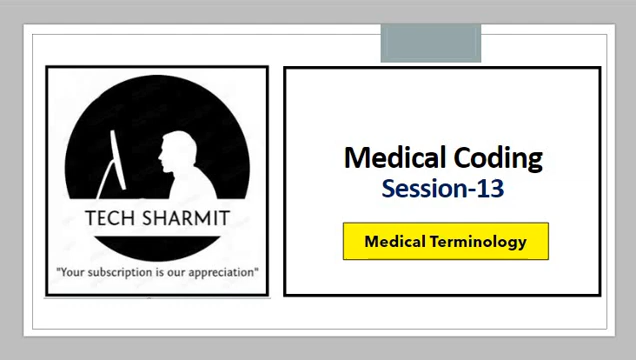 TECH SHARMIT
"Your subscription is our appreciation"
Medical Coding
Session-13
Medical Terminology